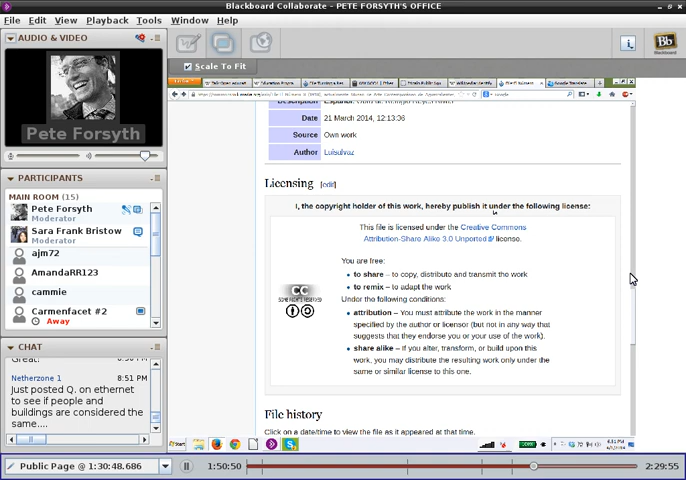 Blackboard Collaborate - PETE FORSYTH'S OFFICE
File Edit View Playback Tools Window Help
AUDIO & VIDEO
Pete Forsyth
PARTICIPANTS
MAIN ROOM (15)
Pete Forsyth
Moderator
Sara Frank Bristow
Moderator
ajm72
AmandaRR123
cammie
Carmenfacet #2
Away
CHAT
Great!
Netherzone 1 8:51 PM
Just posted Q. on ethernet
to see if people and
buildings are considered the
same....
Scale To Fit
Bb
Description
Date 21 March 2014, 12:13:36
Source Own work
Author Luisalvaz
Licensing [edit]
I, the copyright holder of this work, hereby publish it under the following license:
This file is licensed under the Creative Commons
Attribution-Share Alike 3.0 Unported license.
cc
SOME RIGHTS RESERVED
You are free:
to share – to copy, distribute and transmit the work
to remix – to adapt the work
Under the following conditions:
attribution – You must attribute the work in the manner
specified by the author or licensor (but not in any way that
suggests that they endorse you or your use of the work).
share alike – If you alter, transform, or build upon this
work, you may distribute the resulting work only under the
same or similar license to this one.
File history
Click on a date/time to view the file as it appeared at that time.
Start
Public Page @ 1:30:48.686
1:50:50
2:29:55